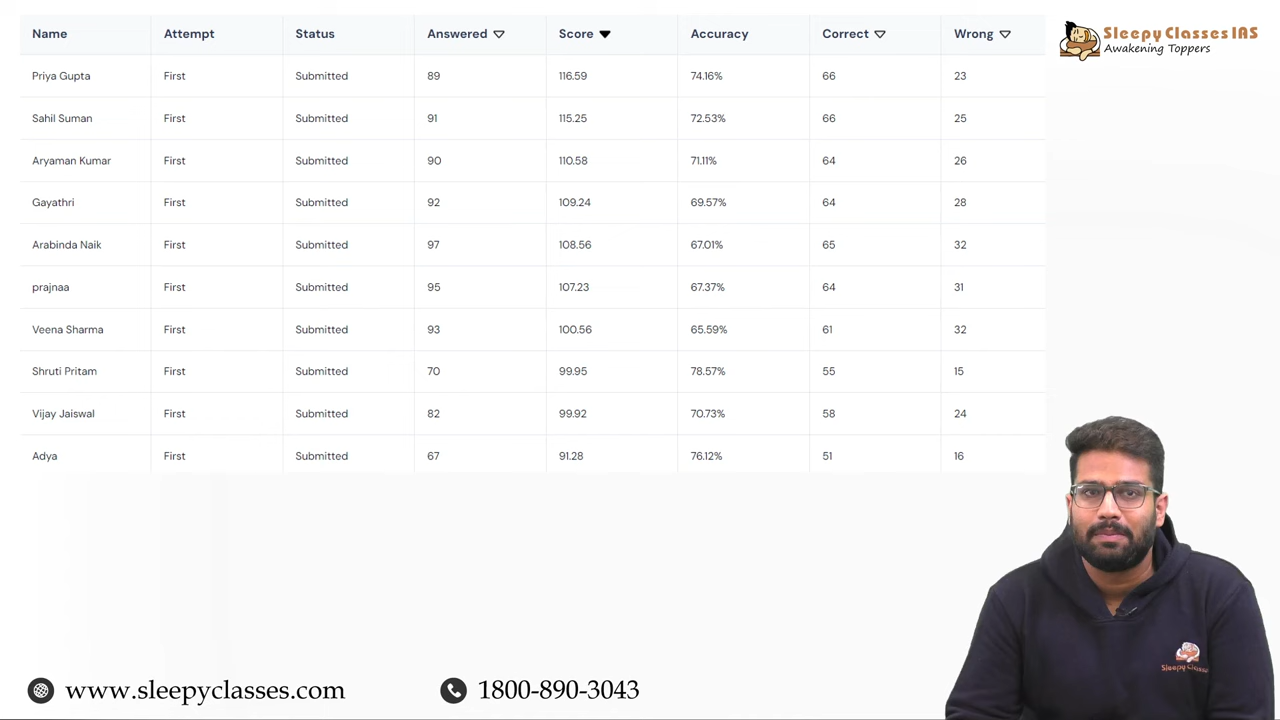 Name Attempt Status Answered Score Accuracy Correct Wrong
Priya Gupta First Submitted 89 116.59 74.16% 66 23
Sahil Suman First Submitted 91 115.25 72.53% 66 25
Aryaman Kumar First Submitted 90 110.58 71.11% 64 26
Gayathri First Submitted 92 109.24 69.57% 64 28
Arabinda Naik First Submitted 97 108.56 67.01% 65 32
prajnaa First Submitted 95 107.23 67.37% 64 31
Veena Sharma First Submitted 93 100.56 65.59% 61 32
Shruti Pritam First Submitted 70 99.95 78.57% 55 15
Vijay Jaiswal First Submitted 82 99.92 70.73% 58 24
Adya First Submitted 67 91.28 76.12% 51 16
Sleepy Classes IAS
Awakening Toppers
Sleepy Classes
www.sleepyclasses.com 1800-890-3043